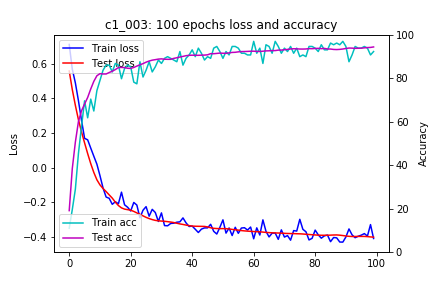 c1_003: 100 epochs loss and accuracy
Train loss
Test loss
Train acc
Test acc
Loss
Accuracy
0.6
0.4
0.2
0.0
−0.2
−0.4
100
80
60
40
20
0
0 20 40 60 80 100